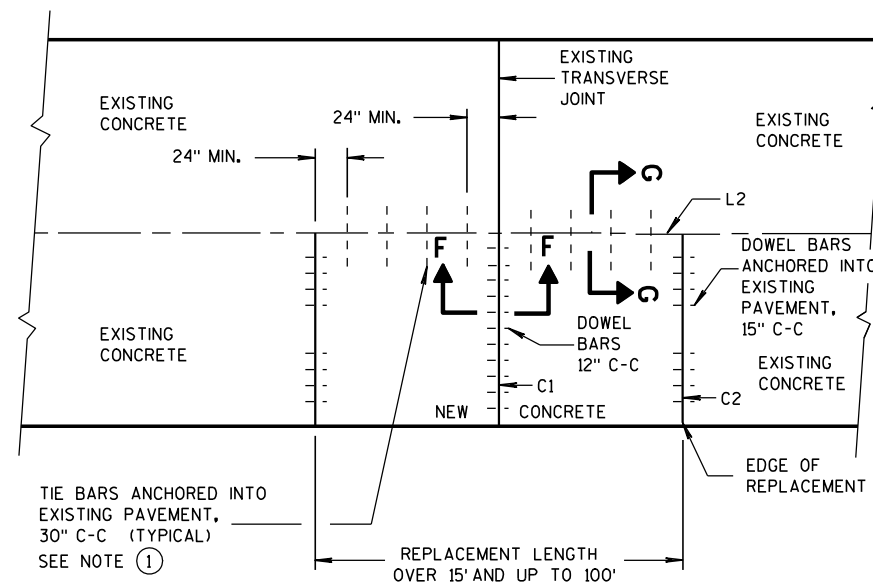 EXISTING
TRANSVERSE
JOINT
EXISTING
CONCRETE
24" MIN.
EXISTING
CONCRETE
24" MIN.
G
L2
F
F
G
DOWEL BARS
ANCHORED INTO
EXISTING
PAVEMENT,
15" C-C
EXISTING
CONCRETE
DOWEL
BARS
12" C-C
EXISTING
CONCRETE
C1
C2
NEW CONCRETE
EDGE OF
REPLACEMENT
TIE BARS ANCHORED INTO
EXISTING PAVEMENT,
30" C-C (TYPICAL)
SEE NOTE 1
REPLACEMENT LENGTH
OVER 15' AND UP TO 100'